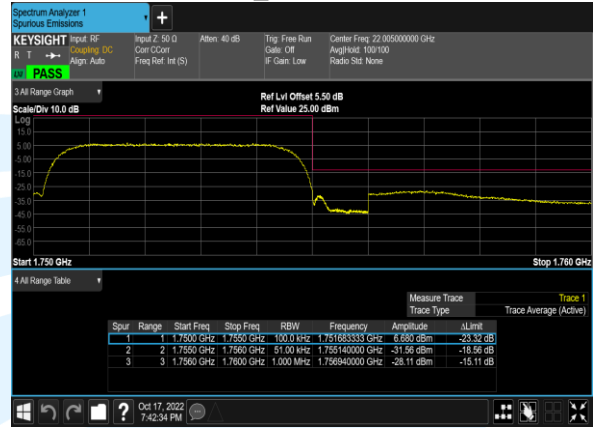 Spectrum Analyzer 1
Spurious Emissions
KEYSIGHT Input: RF Input Z: 50 Ω Atten: 40 dB Trig: Free Run Center Freq: 22.005000000 GHz
R T Coupling: DC Corr CCorr Gate: Off Avg|Hold: 100/100
Align: Auto Freq Ref: Int (S) IF Gain: Low Radio Std: None
PASS
3 All Range Graph
Ref Lvl Offset 5.50 dB
Scale/Div 10.0 dB Ref Value 25.00 dBm
Log
15.0
5.00
-5.00
-15.0
-25.0
-35.0
-45.0
-55.0
-65.0
Start 1.750 GHz Stop 1.760 GHz
4 All Range Table
Measure Trace Trace 1
Trace Type Trace Average (Active)
Spur Range Start Freq Stop Freq RBW Frequency Amplitude ΔLimit
1 1 1.7500 GHz 1.7550 GHz 100.0 kHz 1.751683333 GHz 6.680 dBm -23.32 dB
2 2 1.7550 GHz 1.7560 GHz 51.00 kHz 1.755140000 GHz -31.56 dBm -18.56 dB
3 3 1.7560 GHz 1.7600 GHz 1.000 MHz 1.756940000 GHz -28.11 dBm -15.11 dB
? Oct 17, 2022
7:42:34 PM